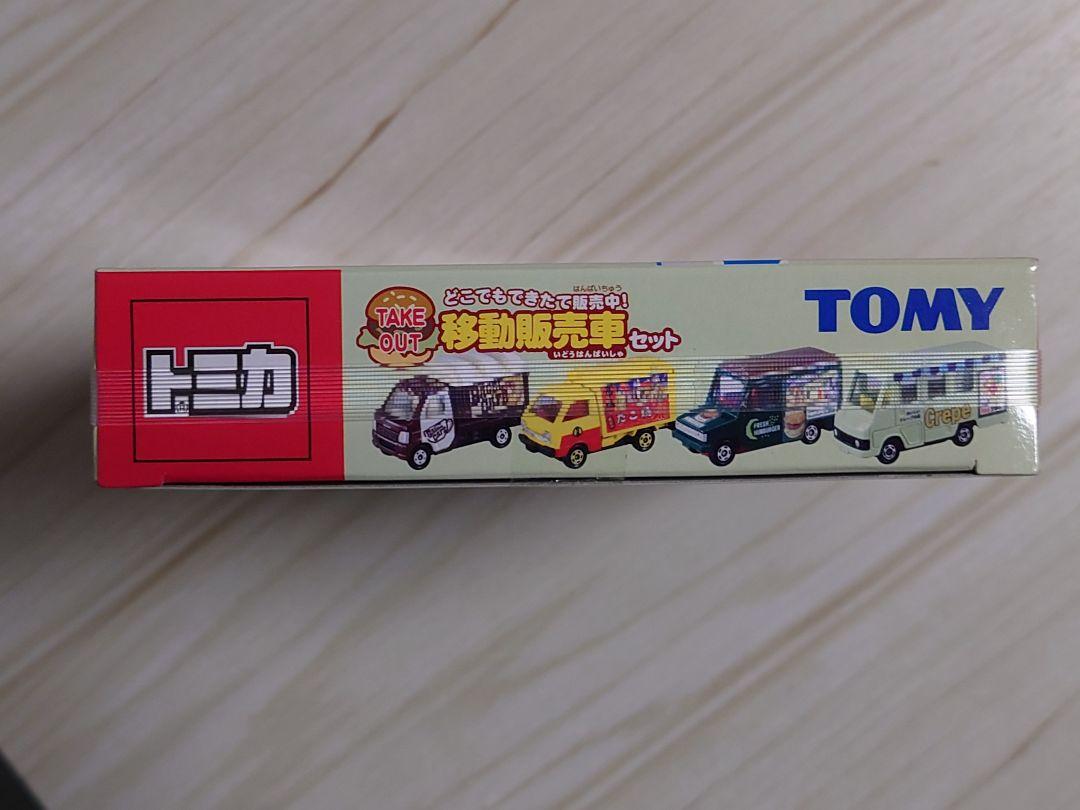 トミカ
TAKE
OUT
どこでもできたて販売中!
はんばいちゅう
移動販売車セット
いどうはんばいしゃ
TOMY
たこ焼
FRESH
HUMBURGER
Crepe